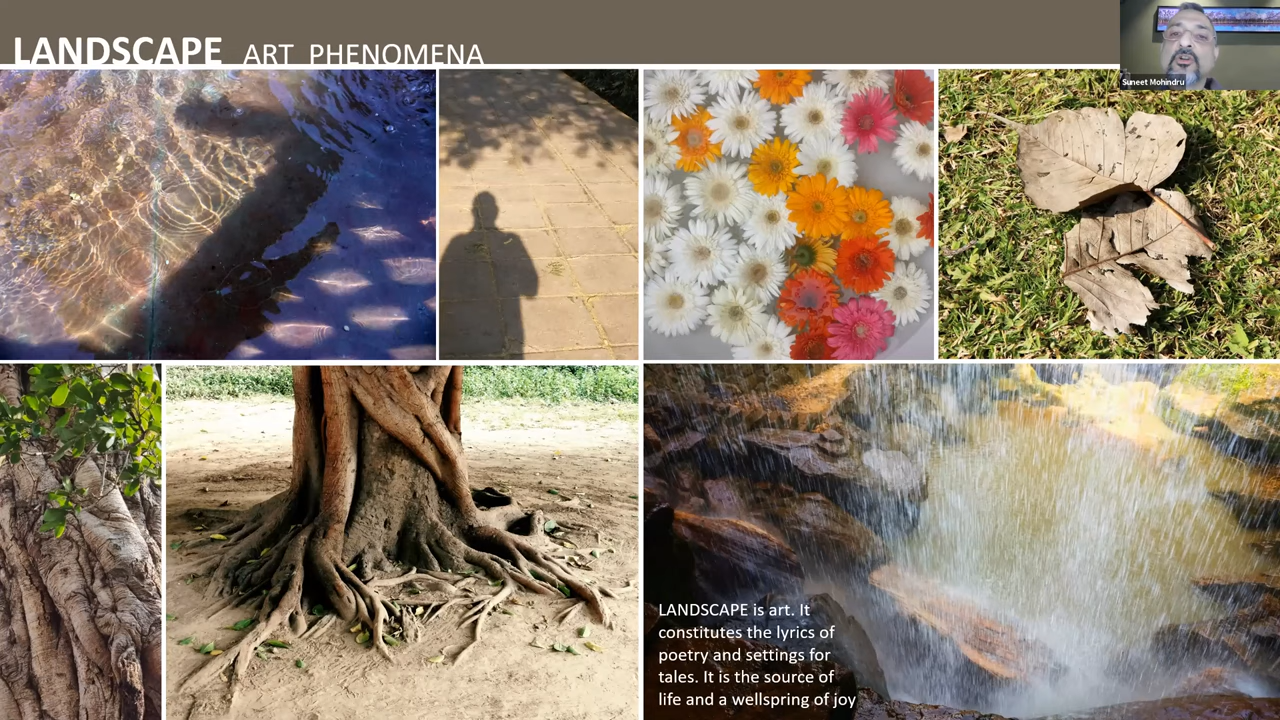 LANDSCAPE ART PHENOMENA
Suneet Mohindru
LANDSCAPE is art. It
constitutes the lyrics of
poetry and settings for
tales. It is the source of
life and a wellspring of joy